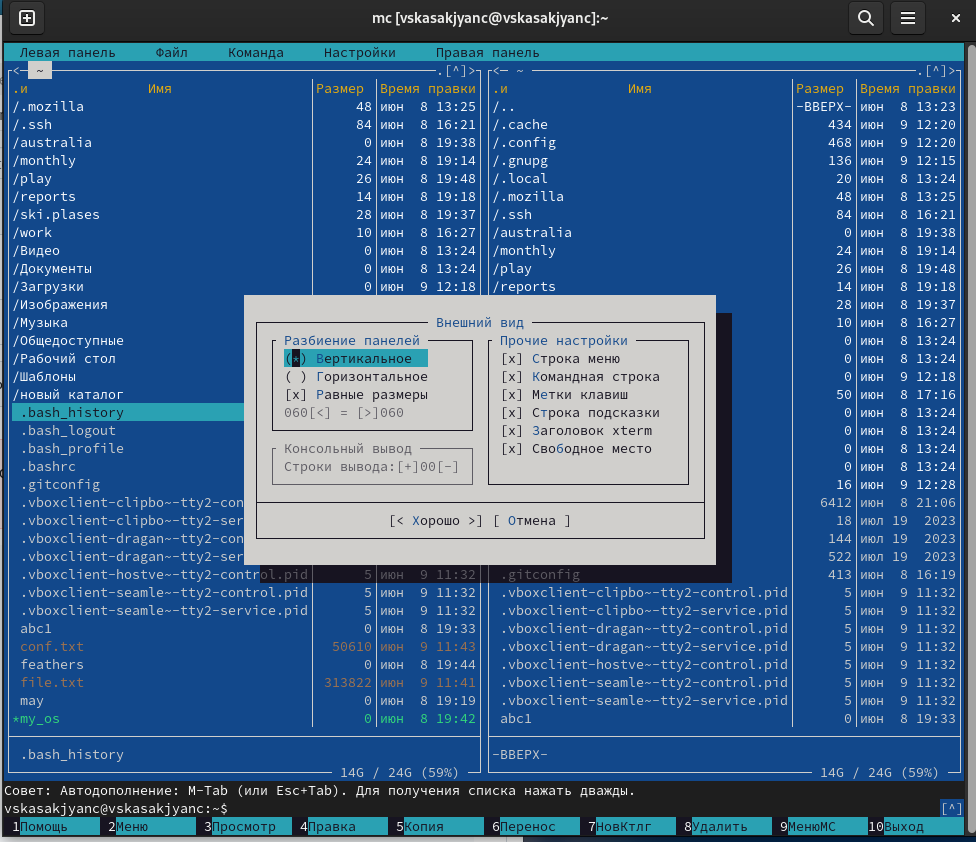 mc [vskasakjyanc@vskasakjyanc]:~
Левая панель Файл Команда Настройки Правая панель
<─ ~ .[^]>
.и Имя Размер Время правки
/.mozilla 48 июн 8 13:25
/.ssh 84 июн 8 16:21
/australia 0 июн 8 19:38
/monthly 24 июн 8 19:14
/play 26 июн 8 19:48
/reports 14 июн 8 19:18
/ski.plases 28 июн 8 19:37
/work 10 июн 8 16:27
/Видео 0 июн 8 13:24
/Документы 0 июн 8 13:24
/Загрузки 0 июн 9 12:18
/Изображения
/Музыка
/Общедоступные
/Рабочий стол
/Шаблоны
/новый каталог
.bash_history
.bash_logout
.bash_profile
.bashrc
.gitconfig
.vboxclient-clipbo~-tty2-con
.vboxclient-clipbo~-tty2-ser
.vboxclient-dragan~-tty2-con
.vboxclient-dragan~-tty2-ser
.vboxclient-hostve~-tty2-control.pid 5 июн 9 11:32
.vboxclient-seamle~-tty2-control.pid 5 июн 9 11:32
.vboxclient-seamle~-tty2-service.pid 5 июн 9 11:32
abc1 0 июн 8 19:33
conf.txt 50610 июн 9 11:43
feathers 0 июн 8 19:44
file.txt 313822 июн 9 11:41
may 0 июн 8 19:19
*my_os 0 июн 8 19:42
.bash_history
14G / 24G (59%)
<─ ~ .[^]>
.и Имя Размер Время правки
/.. -ВВЕРХ- июн 8 13:23
/.cache 434 июн 9 12:20
/.config 468 июн 9 12:20
/.gnupg 136 июн 9 12:15
/.local 20 июн 8 13:24
/.mozilla 48 июн 8 13:25
/.ssh 84 июн 8 16:21
/australia 0 июн 8 19:38
/monthly 24 июн 8 19:14
/play 26 июн 8 19:48
/reports 14 июн 8 19:18
28 июн 8 19:37
10 июн 8 16:27
0 июн 8 13:24
0 июн 8 13:24
0 июн 9 12:18
50 июн 8 17:16
0 июн 8 13:24
0 июн 8 13:24
0 июн 8 13:24
0 июн 8 13:24
16 июн 9 12:28
6412 июн 8 21:06
18 июл 19 2023
144 июл 19 2023
522 июл 19 2023
.gitconfig 413 июн 8 16:19
.vboxclient-clipbo~-tty2-control.pid 5 июн 9 11:32
.vboxclient-clipbo~-tty2-service.pid 5 июн 9 11:32
.vboxclient-dragan~-tty2-control.pid 5 июн 9 11:32
.vboxclient-dragan~-tty2-service.pid 5 июн 9 11:32
.vboxclient-hostve~-tty2-control.pid 5 июн 9 11:32
.vboxclient-seamle~-tty2-control.pid 5 июн 9 11:32
.vboxclient-seamle~-tty2-service.pid 5 июн 9 11:32
abc1 0 июн 8 19:33
-ВВЕРХ-
14G / 24G (59%)
Внешний вид
Разбиение панелей
(*) Вертикальное
( ) Горизонтальное
[x] Равные размеры
060[<] = [>]060
Консольный вывод
Строки вывода:[+]00[-]
Прочие настройки
[x] Строка меню
[x] Командная строка
[x] Метки клавиш
[x] Строка подсказки
[x] Заголовок xterm
[x] Свободное место
[< Хорошо >] [ Отмена ]
Совет: Автодополнение: M-Tab (или Esc+Tab). Для получения списка нажать дважды.
vskasakjyanc@vskasakjyanc:~$ [^]
1Помощь 2Меню 3Просмотр 4Правка 5Копия 6Перенос 7НовКтлг 8Удалить 9МенюMC 10Выход